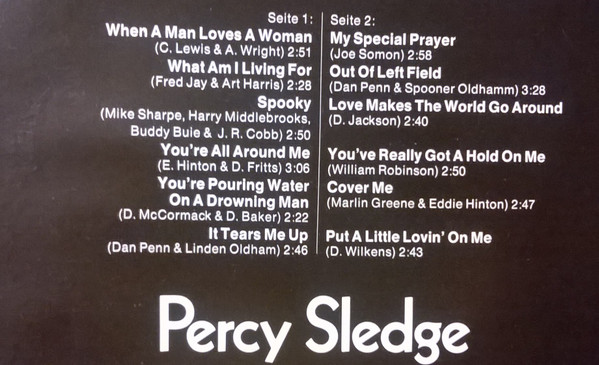 Seite 1:
When A Man Loves A Woman
(C. Lewis & A. Wright) 2:51
What Am I Living For
(Fred Jay & Art Harris) 2:28
Spooky
(Mike Sharpe, Harry Middlebrooks,
Buddy Buie & J. R. Cobb) 2:50
You're All Around Me
(E. Hinton & D. Fritts) 3:06
You're Pouring Water
On A Drowning Man
(D. McCormack & D. Baker) 2:22
It Tears Me Up
(Dan Penn & Linden Oldham) 2:46
Seite 2:
My Special Prayer
(Joe Somon) 2:58
Out Of Left Field
(Dan Penn & Spooner Oldhamm) 3:28
Love Makes The World Go Around
(D. Jackson) 2:40
You've Really Got A Hold On Me
(William Robinson) 2:50
Cover Me
(Marlin Greene & Eddie Hinton) 2:47
Put A Little Lovin' On Me
(D. Wilkens) 2:43
Percy Sledge